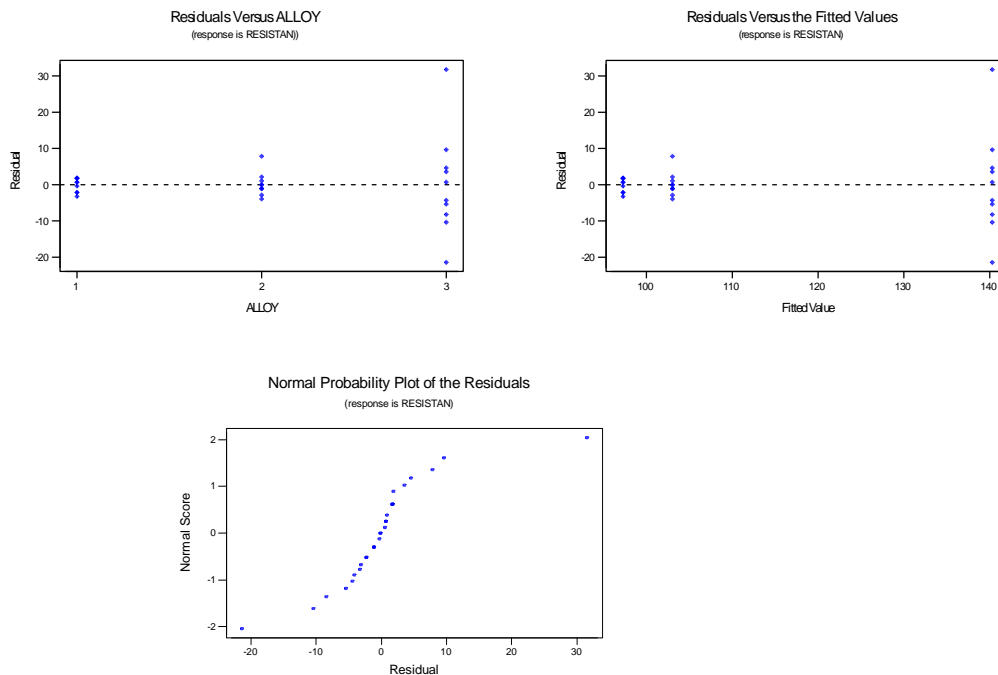 Residuals Versus ALLOY
(response is RESISTAN))
30
20
10
0
-10
-20
Residual
1 2 3
ALLOY
Residuals Versus the Fitted Values
(response is RESISTAN)
30
20
10
0
-10
-20
Residual
100 110 120 130 140
Fitted Value
Normal Probability Plot of the Residuals
(response is RESISTAN)
2
1
0
-1
-2
Normal Score
-20 -10 0 10 20 30
Residual